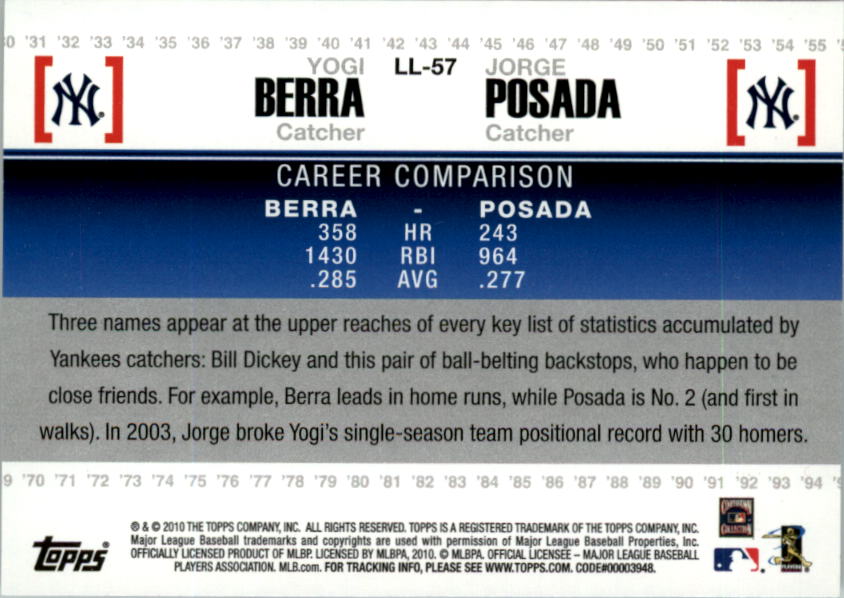 0 '31 '32 '33 '34 '35 '36 '37 '38 '39 '40 '41 '42 '43 '44 '45 '46 '47 '48 '49 '50 '51 '52 '53 '54 '55
YOGI LL-57 JORGE
NY BERRA POSADA NY
Catcher Catcher
CAREER COMPARISON
BERRA - POSADA
358 HR 243
1430 RBI 964
.285 AVG .277
Three names appear at the upper reaches of every key list of statistics accumulated by
Yankees catchers: Bill Dickey and this pair of ball-belting backstops, who happen to be
close friends. For example, Berra leads in home runs, while Posada is No. 2 (and first in
walks). In 2003, Jorge broke Yogi's single-season team positional record with 30 homers.
9 '70 '71 '72 '73 '74 '75 '76 '77 '78 '79 '80 '81 '82 '83 '84 '85 '86 '87 '88 '89 '90 '91 '92 '93 '94
® & © 2010 THE TOPPS COMPANY, INC. ALL RIGHTS RESERVED. TOPPS IS A REGISTERED TRADEMARK OF THE TOPPS COMPANY, INC.
Major League Baseball trademarks and copyrights are used with permission of Major League Baseball Properties, Inc.
OFFICIALLY LICENSED PRODUCT OF MLBP. LICENSED BY MLBPA, 2010. © MLBPA. OFFICIAL LICENSEE – MAJOR LEAGUE BASEBALL
PLAYERS ASSOCIATION. MLB.com. FOR TRACKING INFO, PLEASE SEE WWW.TOPPS.COM. CODE#00003948.
Topps®
COOPERSTOWN
COLLECTION
PLAYERS